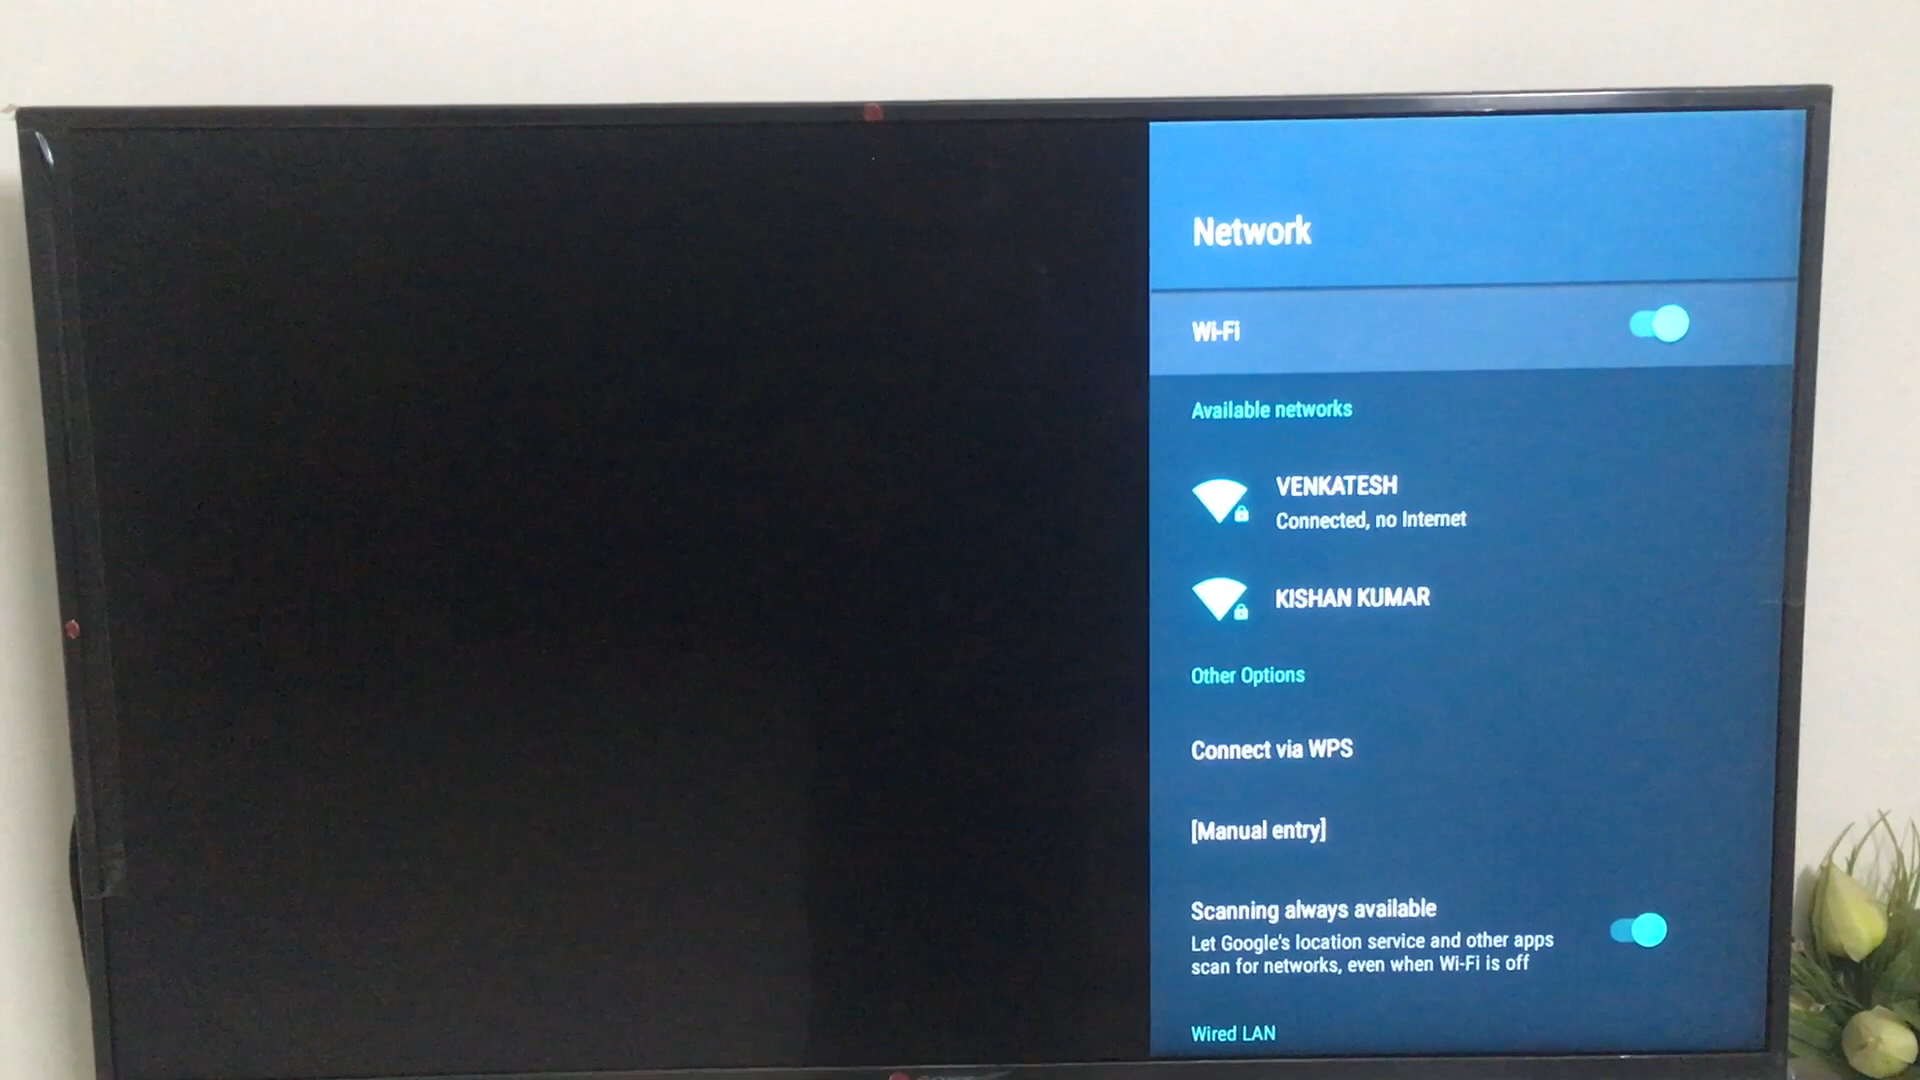 Network
Wi-Fi
Available networks
VENKATESH
Connected, no Internet
KISHAN KUMAR
Other Options
Connect via WPS
[Manual entry]
Scanning always available
Let Google's location service and other apps
scan for networks, even when Wi-Fi is off
Wired LAN